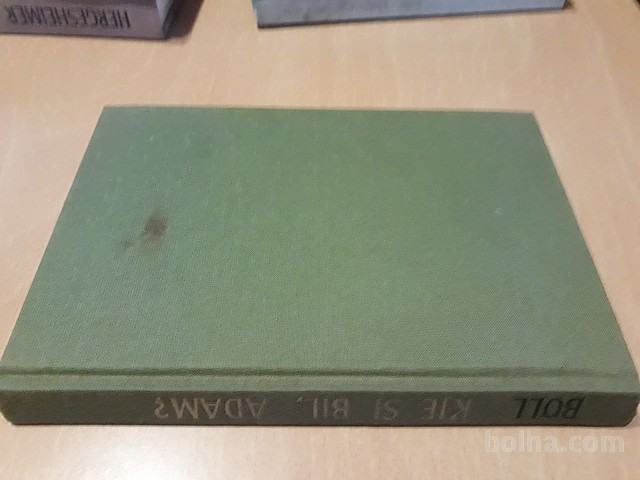 HERGESHEIMER
BÖLL KJE SI BIL, ADAM?
bolha.com